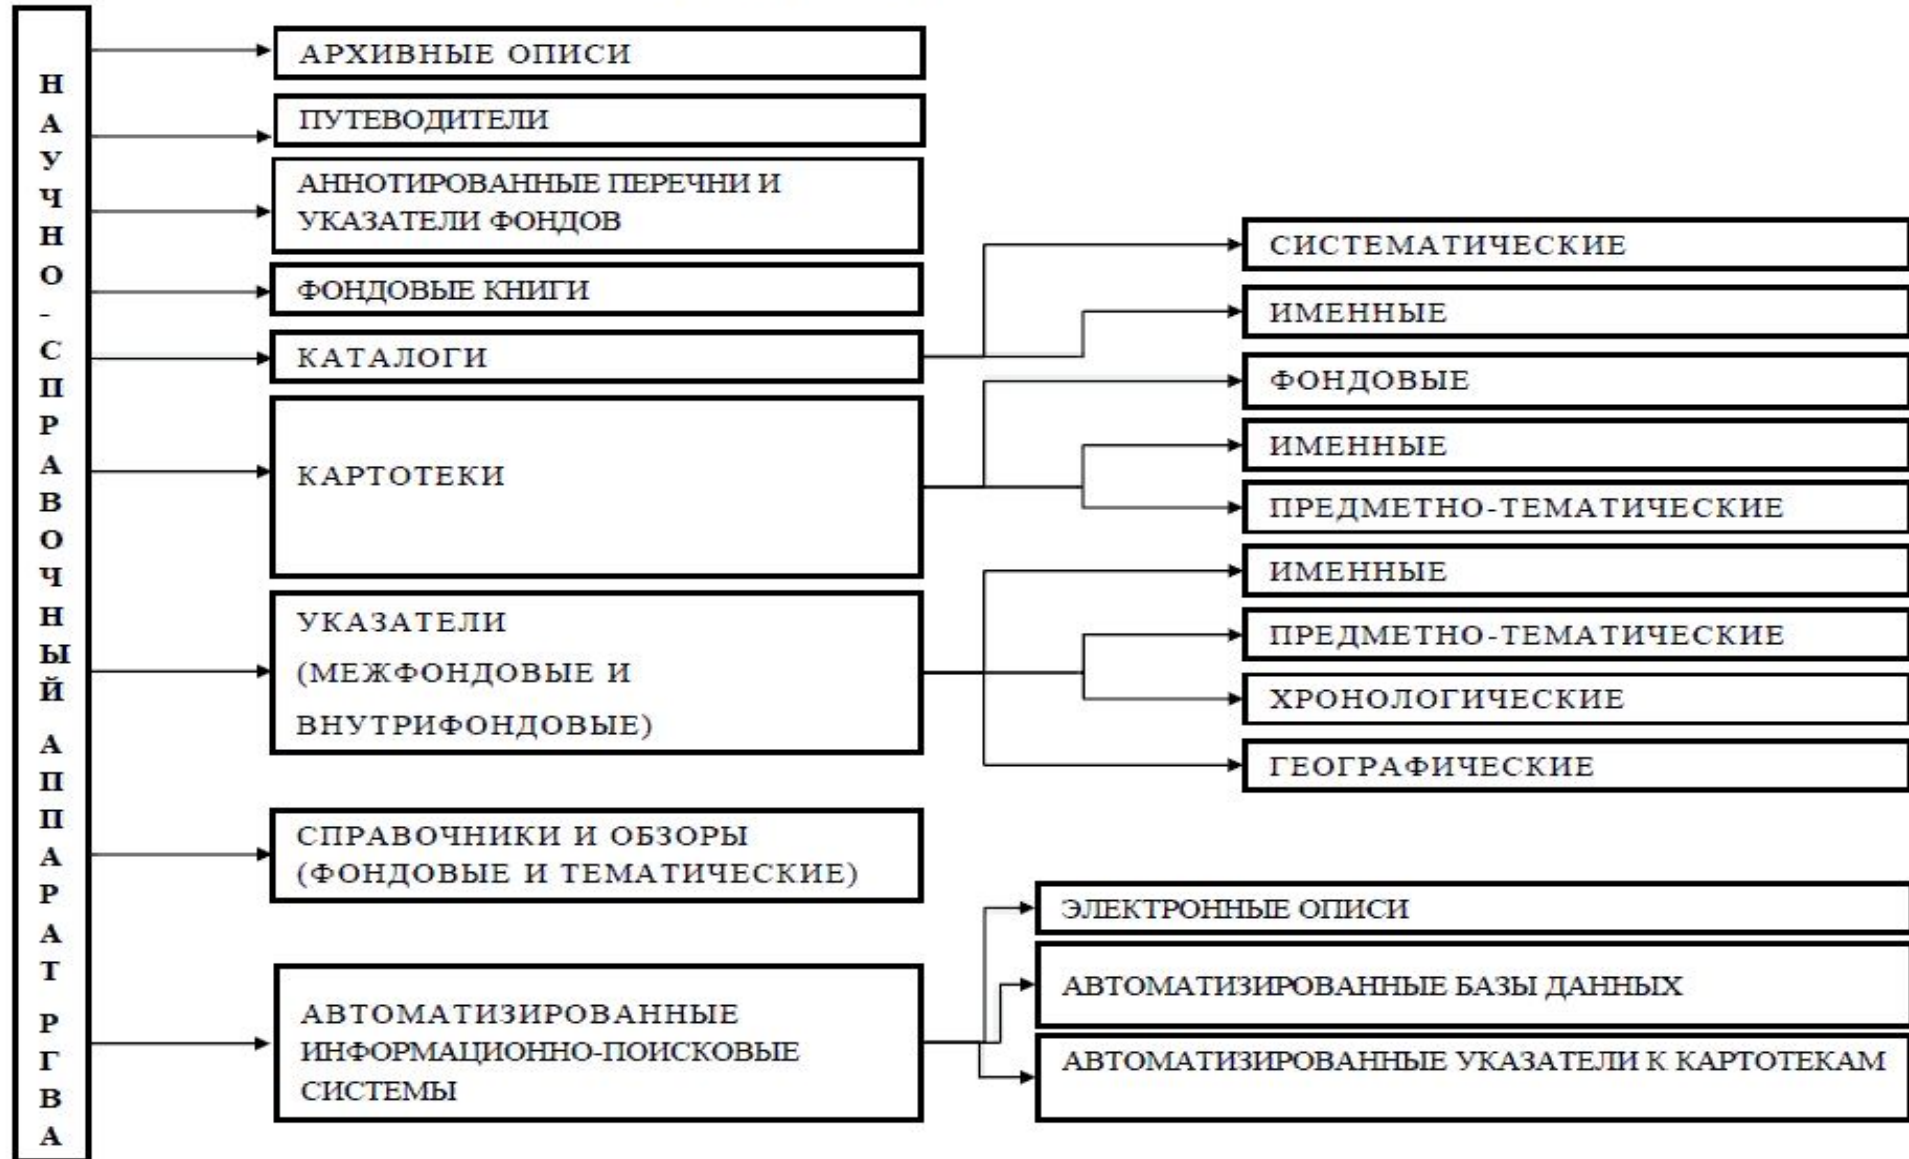 НАУЧНО-СПРАВОЧНЫЙ АППАРАТ РГВА
АРХИВНЫЕ ОПИСИ
ПУТЕВОДИТЕЛИ
АННОТИРОВАННЫЕ ПЕРЕЧНИ И
УКАЗАТЕЛИ ФОНДОВ
ФОНДОВЫЕ КНИГИ
КАТАЛОГИ
СИСТЕМАТИЧЕСКИЕ
ИМЕННЫЕ
КАРТОТЕКИ
ФОНДОВЫЕ
ИМЕННЫЕ
ПРЕДМЕТНО-ТЕМАТИЧЕСКИЕ
УКАЗАТЕЛИ
(МЕЖФОНДОВЫЕ И
ВНУТРИФОНДОВЫЕ)
ИМЕННЫЕ
ПРЕДМЕТНО-ТЕМАТИЧЕСКИЕ
ХРОНОЛОГИЧЕСКИЕ
ГЕОГРАФИЧЕСКИЕ
СПРАВОЧНИКИ И ОБЗОРЫ
(ФОНДОВЫЕ И ТЕМАТИЧЕСКИЕ)
АВТОМАТИЗИРОВАННЫЕ
ИНФОРМАЦИОННО-ПОИСКОВЫЕ
СИСТЕМЫ
ЭЛЕКТРОННЫЕ ОПИСИ
АВТОМАТИЗИРОВАННЫЕ БАЗЫ ДАННЫХ
АВТОМАТИЗИРОВАННЫЕ УКАЗАТЕЛИ К КАРТОТЕКАМ